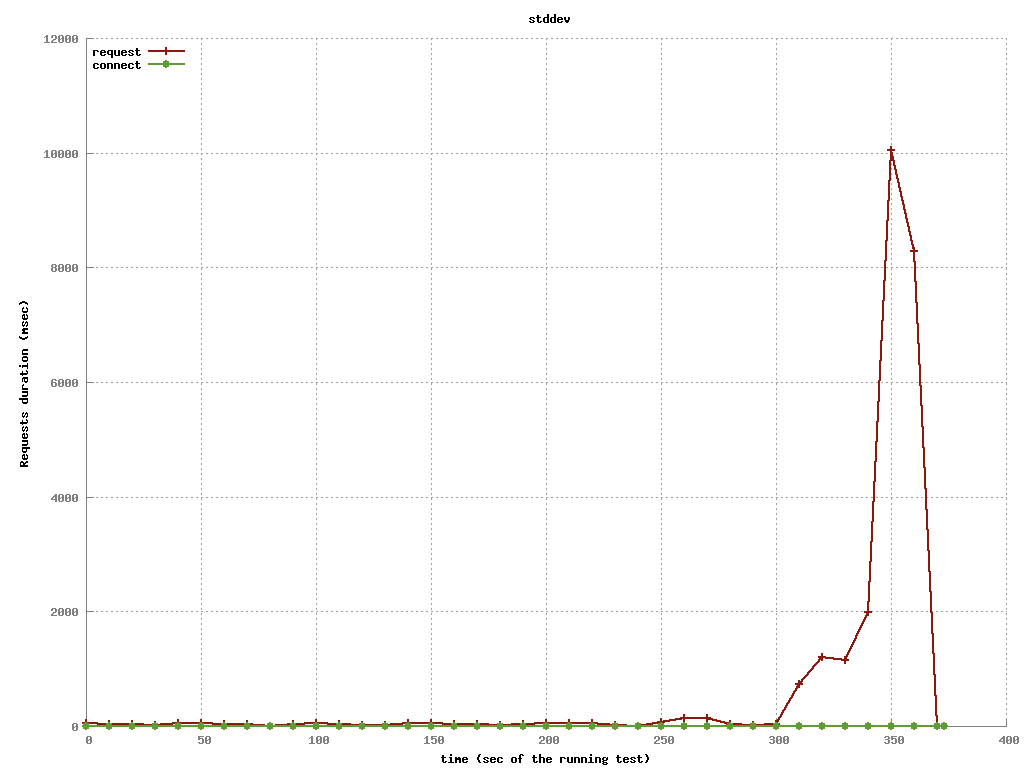 stddev
request
connect
12000
10000
8000
6000
4000
2000
0
0 50 100 150 200 250 300 350 400
Requests duration (msec)
time (sec of the running test)